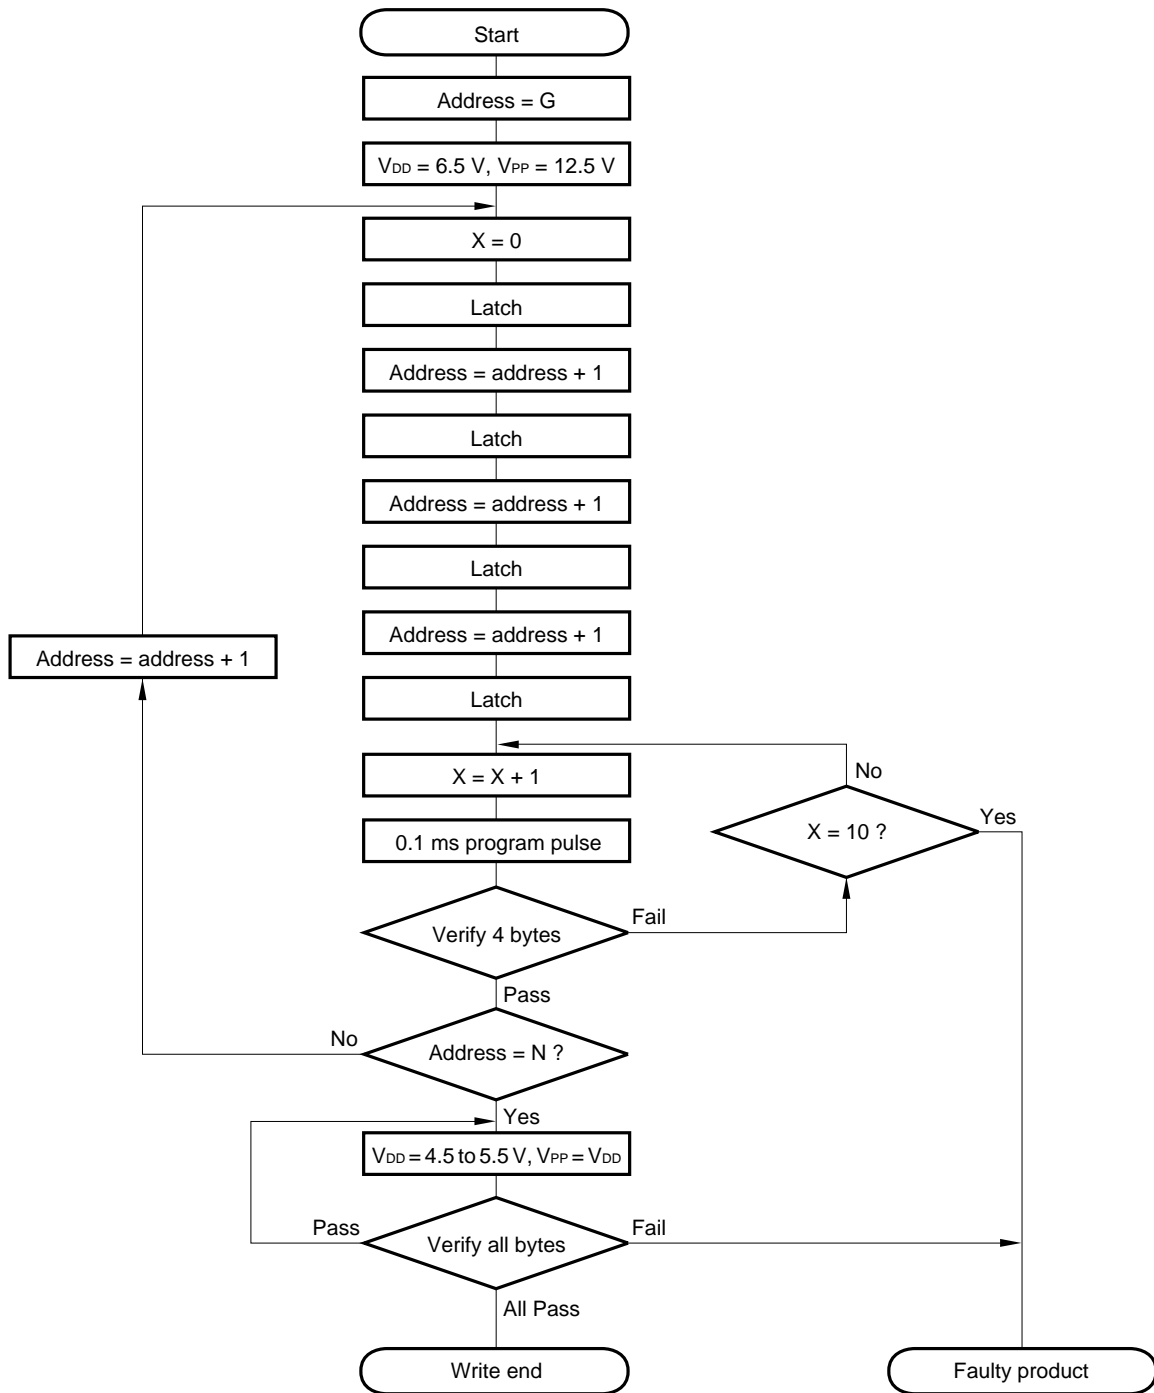 Start
Address = G
VDD = 6.5 V, VPP = 12.5 V
X = 0
Latch
Address = address + 1
Latch
Address = address + 1
Latch
Address = address + 1
Address = address + 1
Latch
X = X + 1
No
X = 10 ?
Yes
0.1 ms program pulse
Verify 4 bytes
Fail
Pass
No
Address = N ?
Yes
VDD = 4.5 to 5.5 V, VPP = VDD
Pass
Verify all bytes
Fail
All Pass
Write end
Faulty product